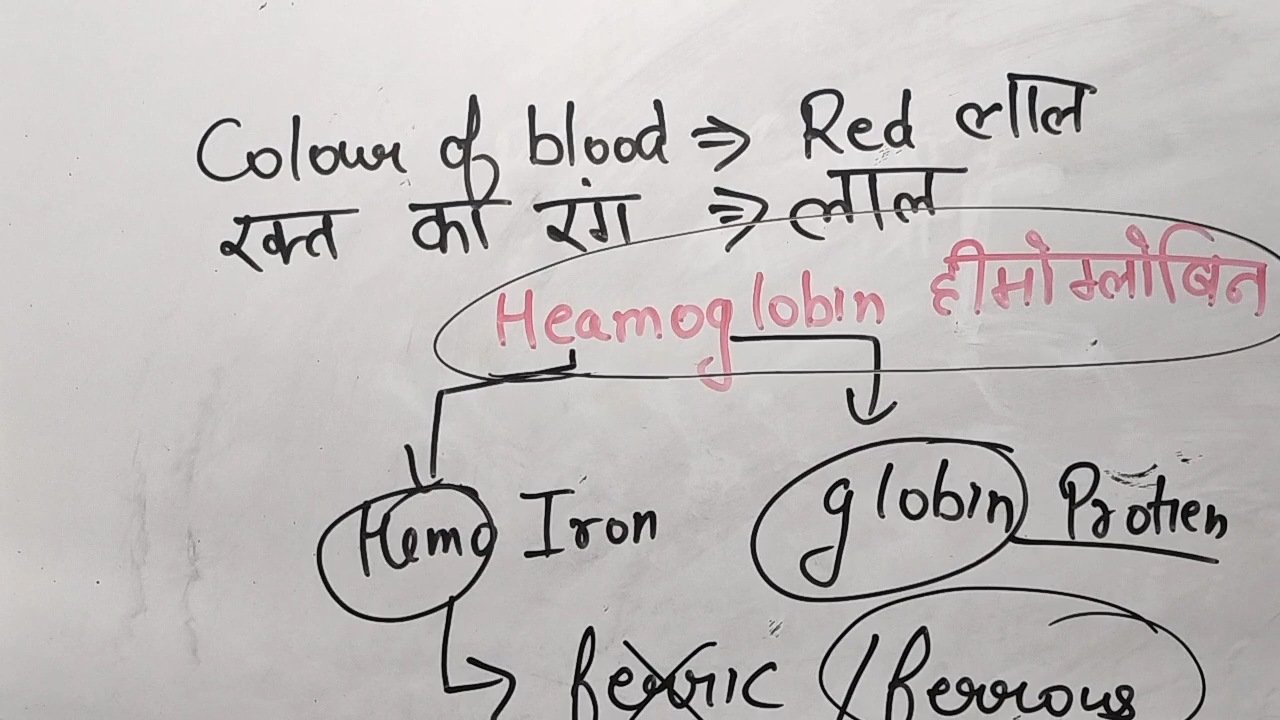 Colour of blood ⇒ Red लाल
रक्त का रंग ⇒ लाल
Heamoglobin हीमोग्लोबिन
Hemo Iron globin Protien
ferric / ferrous